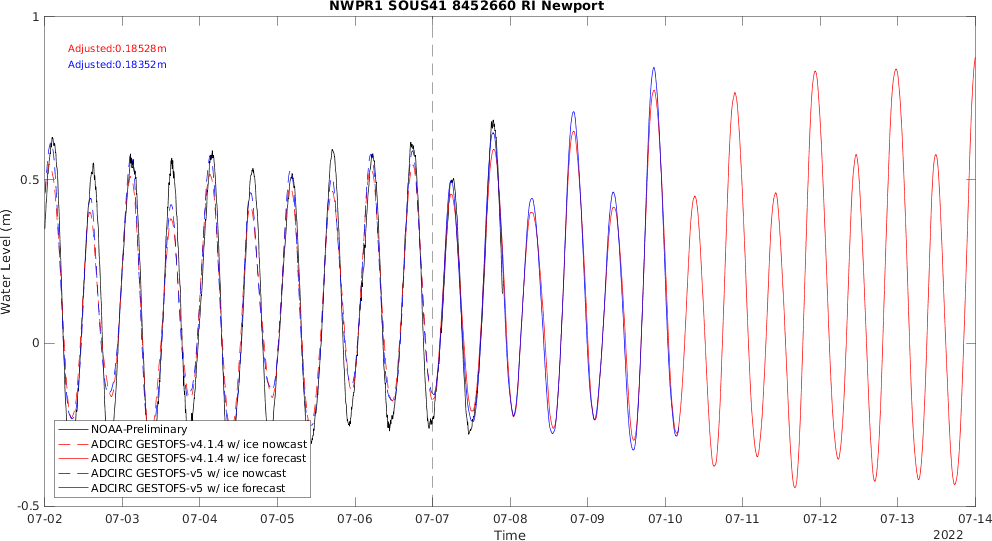 NWPR1 SOUS41 8452660 RI Newport
1
Adjusted:0.18528m
Adjusted:0.18352m
0.5
Water Level (m)
0
NOAA-Preliminary
ADCIRC GESTOFS-v4.1.4 w/ ice nowcast
ADCIRC GESTOFS-v4.1.4 w/ ice forecast
ADCIRC GESTOFS-v5 w/ ice nowcast
ADCIRC GESTOFS-v5 w/ ice forecast
-0.5
07-02 07-03 07-04 07-05 07-06 07-07 07-08 07-09 07-10 07-11 07-12 07-13 07-14
Time
2022